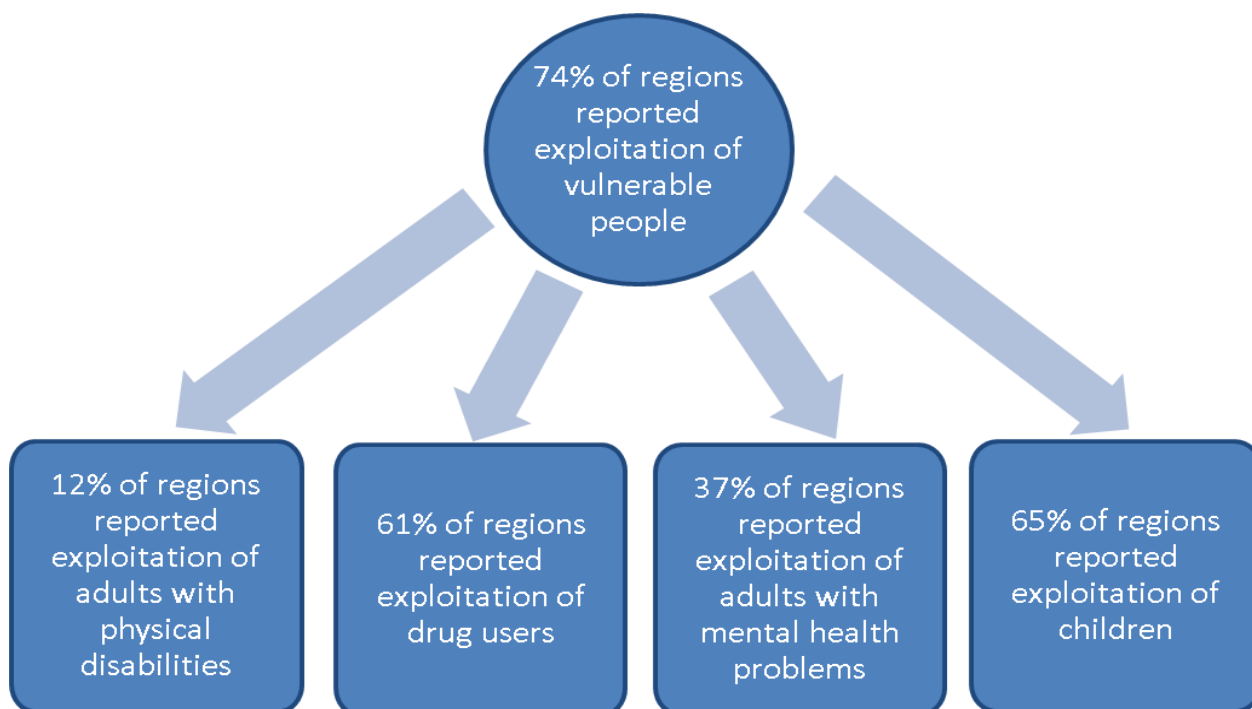 74% of regions
reported
exploitation of
vulnerable
people
12% of regions
reported
exploitation of
adults with
physical
disabilities
61% of regions
reported
exploitation of
drug users
37% of regions
reported
exploitation of
adults with
mental health
problems
65% of regions
reported
exploitation of
children